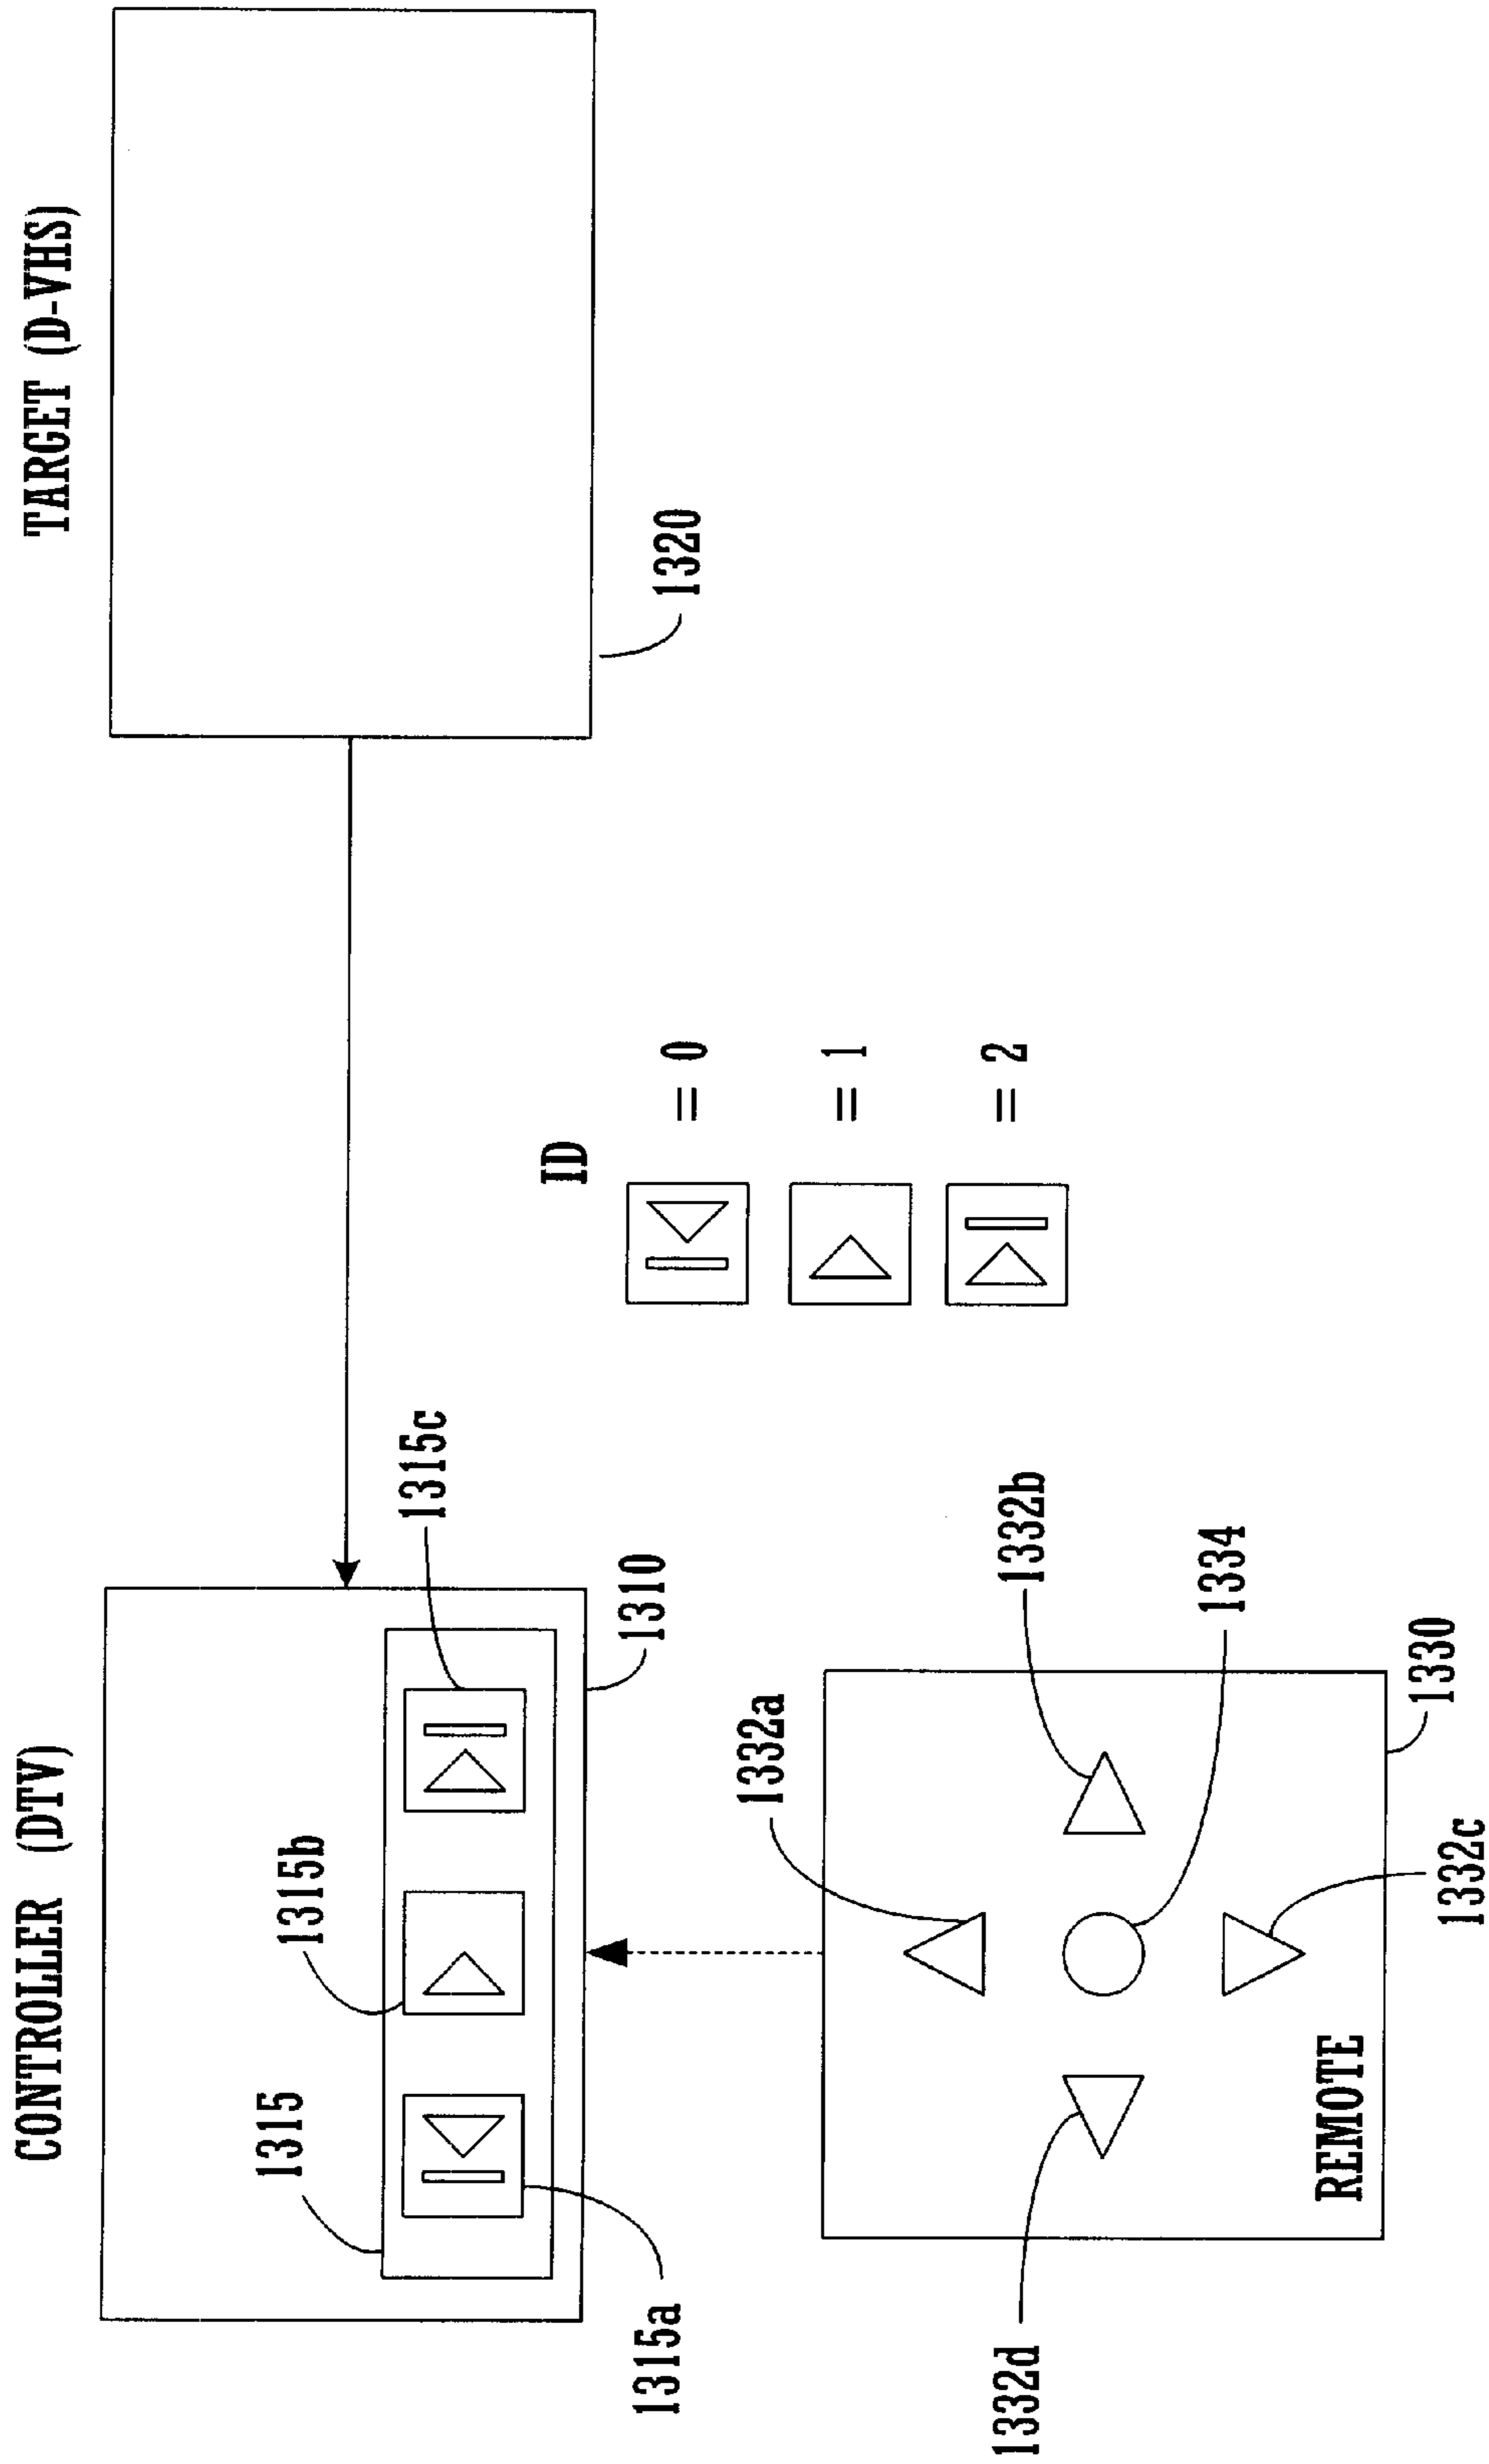 CONTROLLER (DTV)
TARGET (D-VHS)
1315
1315b
1315c
1315a
1310
1320
ID
= 0
= 1
= 2
1332a
1332b
1334
1332d
1332c
1330
REMOTE